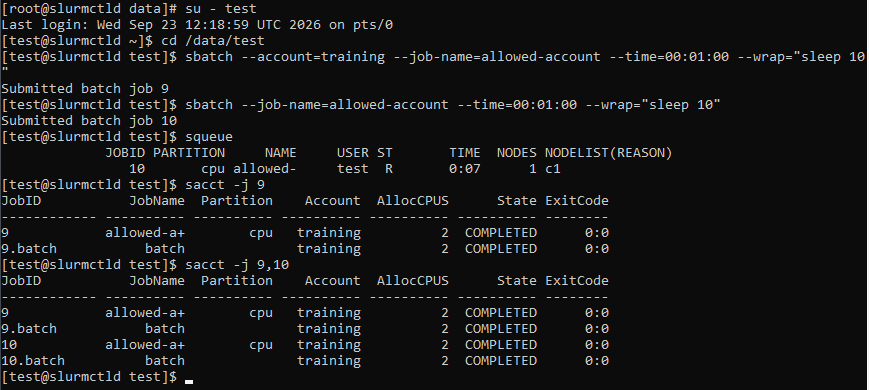 [root@slurmctld data]# su - test
Last login: Wed Sep 23 12:18:59 UTC 2026 on pts/0
[test@slurmctld ~]$ cd /data/test
[test@slurmctld test]$ sbatch --account=training --job-name=allowed-account --time=00:01:00 --wrap="sleep 10
"
Submitted batch job 9
[test@slurmctld test]$ sbatch --job-name=allowed-account --time=00:01:00 --wrap="sleep 10"
Submitted batch job 10
[test@slurmctld test]$ squeue
             JOBID PARTITION     NAME     USER ST       TIME  NODES NODELIST(REASON)
                10       cpu allowed-     test  R       0:07      1 c1
[test@slurmctld test]$ sacct -j 9
JobID           JobName  Partition    Account  AllocCPUS      State ExitCode
------------ ---------- ---------- ---------- ---------- ---------- --------
9            allowed-a+        cpu   training          2  COMPLETED      0:0
9.batch           batch              training          2  COMPLETED      0:0
[test@slurmctld test]$ sacct -j 9,10
JobID           JobName  Partition    Account  AllocCPUS      State ExitCode
------------ ---------- ---------- ---------- ---------- ---------- --------
9            allowed-a+        cpu   training          2  COMPLETED      0:0
9.batch           batch              training          2  COMPLETED      0:0
10           allowed-a+        cpu   training          2  COMPLETED      0:0
10.batch          batch              training          2  COMPLETED      0:0
[test@slurmctld test]$